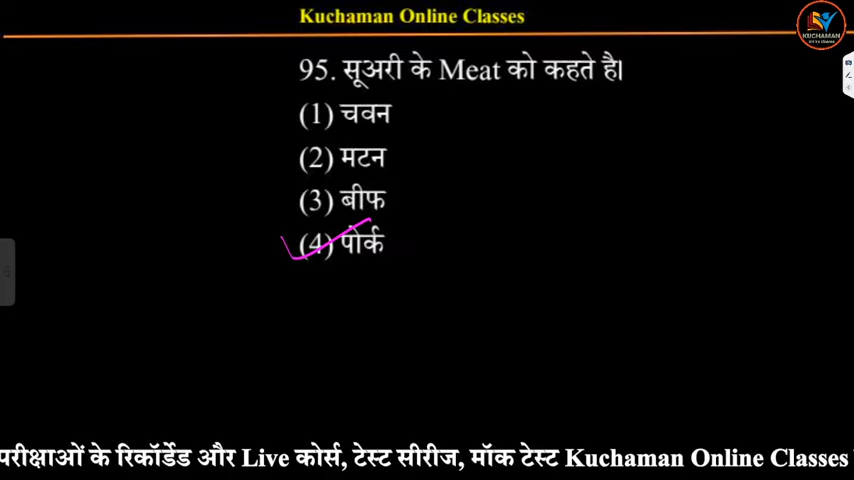 Kuchaman Online Classes
KUCHAMAN
95. सूअरी के Meat को कहते है।
(1) चवन
(2) मटन
(3) बीफ
(4) पोर्क
परीक्षाओं के रिकॉर्डेड और Live कोर्स, टेस्ट सीरीज, मॉक टेस्ट Kuchaman Online Classes